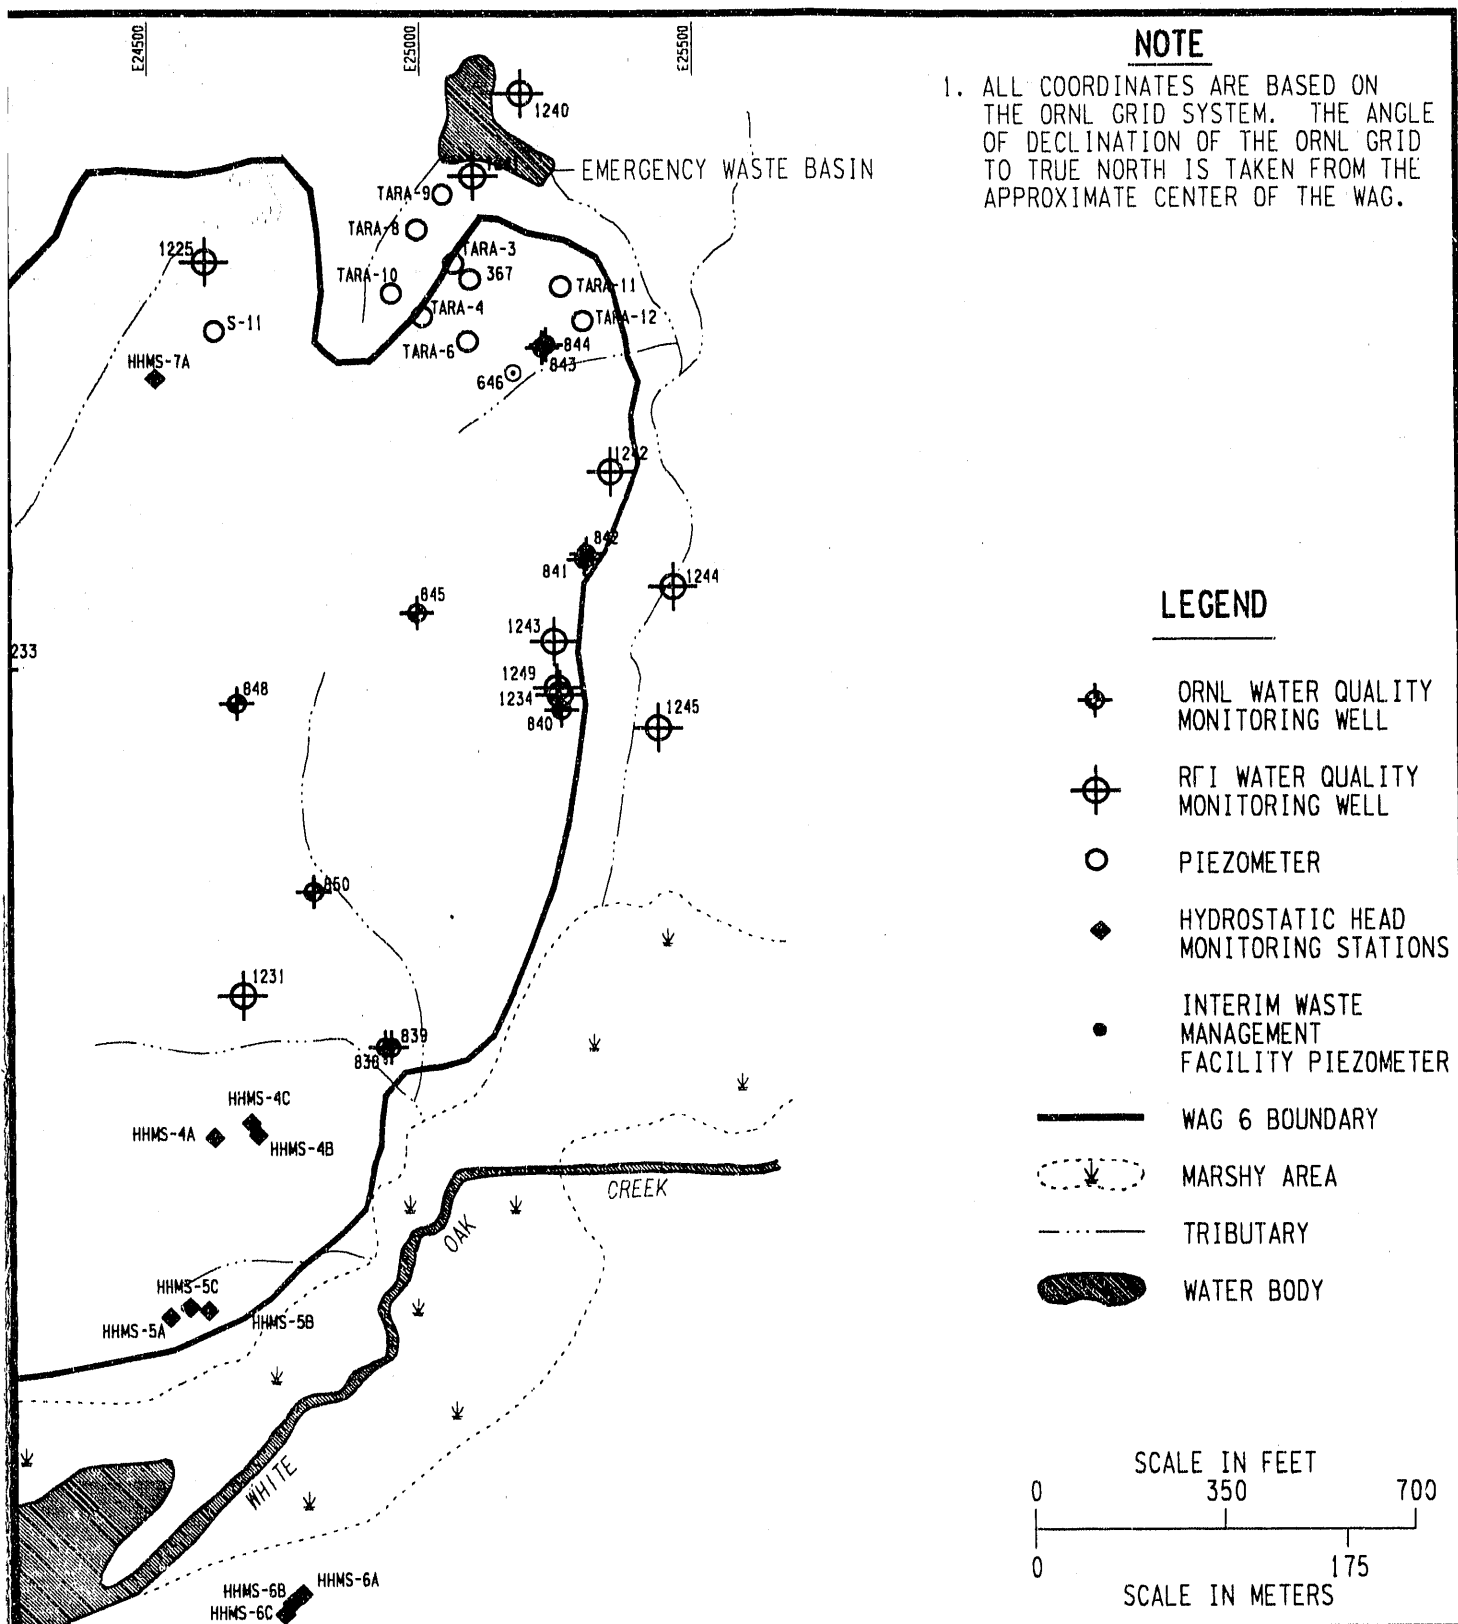 E24500
E25000
E25500
NOTE
1. ALL COORDINATES ARE BASED ON
THE ORNL GRID SYSTEM. THE ANGLE
OF DECLINATION OF THE ORNL GRID
TO TRUE NORTH IS TAKEN FROM THE
APPROXIMATE CENTER OF THE WAG.
1240
EMERGENCY WASTE BASIN
TARA-9
TARA-8
1225
TARA-3
367
TARA-10
TARA-11
TARA-4
TARA-12
S-11
TARA-6
844
843
HHMS-7A
646
1242
842
841
1244
845
1243
233
1249
1234
840
848
1245
850
1231
839
838
HHMS-4C
HHMS-4A
HHMS-4B
CREEK
OAK
WHITE
HHMS-5C
HHMS-5A
HHMS-5B
HHMS-6A
HHMS-6B
HHMS-6C
LEGEND
ORNL WATER QUALITY
MONITORING WELL
RFI WATER QUALITY
MONITORING WELL
PIEZOMETER
HYDROSTATIC HEAD
MONITORING STATIONS
INTERIM WASTE
MANAGEMENT
FACILITY PIEZOMETER
WAG 6 BOUNDARY
MARSHY AREA
TRIBUTARY
WATER BODY
SCALE IN FEET
0 350 700
0 175
SCALE IN METERS